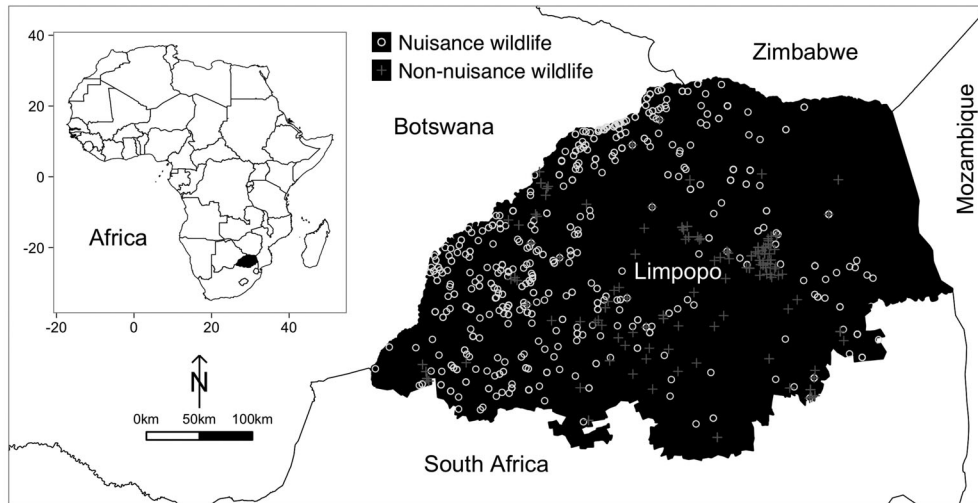 40
20
0
-20
-20
0
20
40
Africa
N
0km 50km 100km
Nuisance wildlife
Non-nuisance wildlife
Zimbabwe
Botswana
Mozambique
Limpopo
South Africa